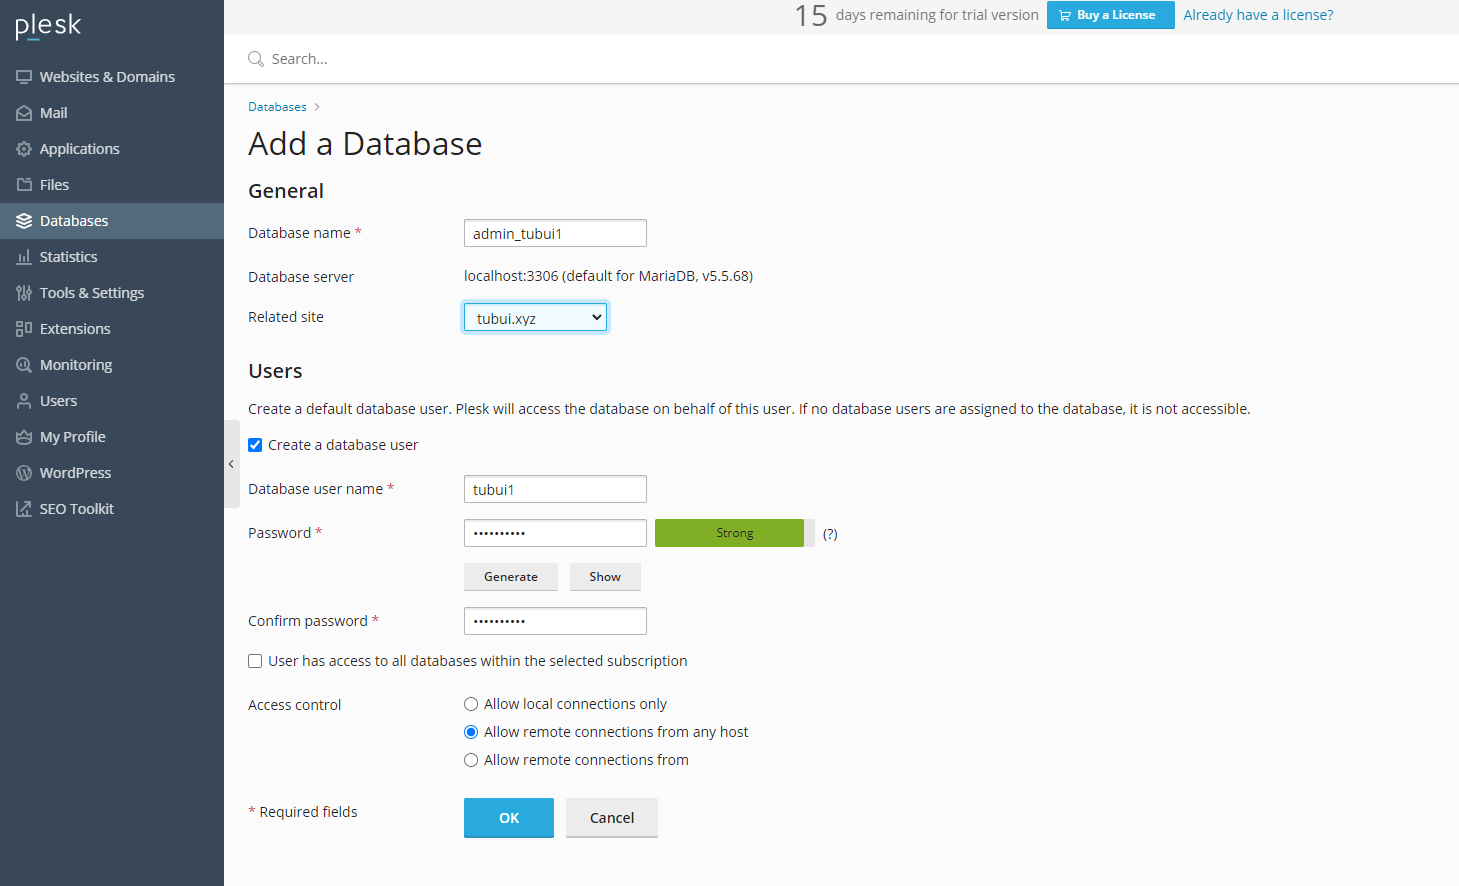 plesk
15 days remaining for trial version Buy a License Already have a license?
Search...
Websites & Domains
Mail
Applications
Files
Databases
Statistics
Tools & Settings
Extensions
Monitoring
Users
My Profile
WordPress
SEO Toolkit
Databases >
Add a Database
General
Database name * admin_tubui1
Database server localhost:3306 (default for MariaDB, v5.5.68)
Related site tubui.xyz
Users
Create a default database user. Plesk will access the database on behalf of this user. If no database users are assigned to the database, it is not accessible.
Create a database user
Database user name * tubui1
Password * •••••••••• Strong (?)
Generate Show
Confirm password * ••••••••••
User has access to all databases within the selected subscription
Access control Allow local connections only
Allow remote connections from any host
Allow remote connections from
* Required fields OK Cancel